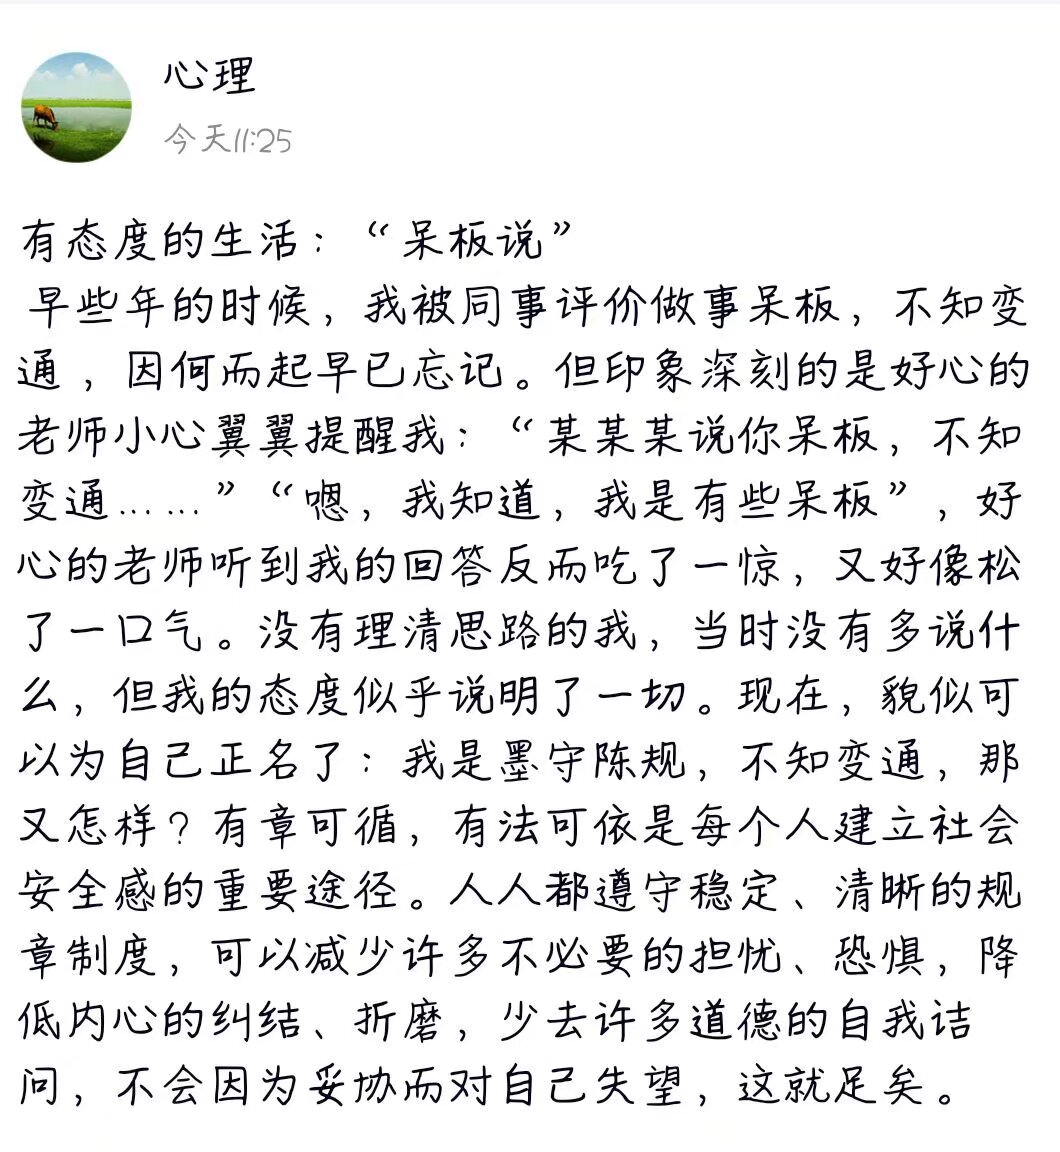 心理
今天11:25
有态度的生活：“呆板说”
早些年的时候，我被同事评价做事呆板，不知变
通，因何而起早已忘记。但印象深刻的是好心的
老师小心翼翼提醒我：“某某某说你呆板，不知
变通……”“嗯，我知道，我是有些呆板”，好
心的老师听到我的回答反而吃了一惊，又好像松
了一口气。没有理清思路的我，当时没有多说什
么，但我的态度似乎说明了一切。现在，貌似可
以为自己正名了：我是墨守陈规，不知变通，那
又怎样？有章可循，有法可依是每个人建立社会
安全感的重要途径。人人都遵守稳定、清晰的规
章制度，可以减少许多不必要的担忧、恐惧，降
低内心的纠结、折磨，少去许多道德的自我诘
问，不会因为妥协而对自己失望，这就足矣。